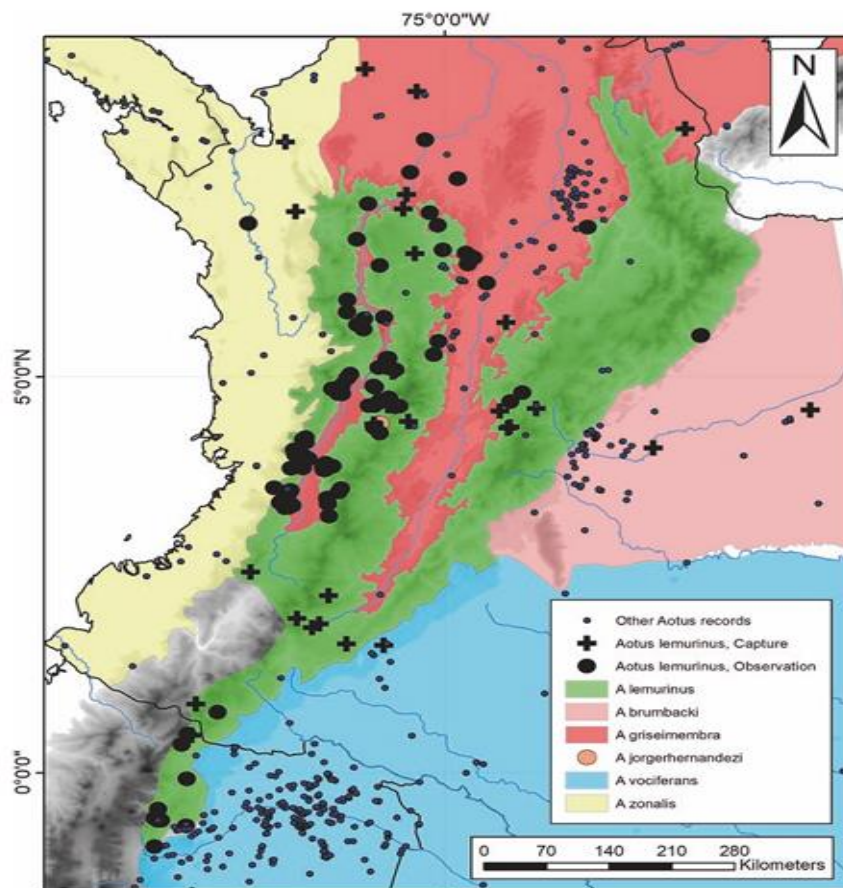 75°0'0"W
N
5°0'0"N
0°0'0"
Other Aotus records
Aotus lemurinus, Capture
Aotus lemurinus, Observation
A lemurinus
A brumbacki
A griseimembra
A jorgerhernandezi
A vociferans
A zonalis
0 70 140 210 280
Kilometers